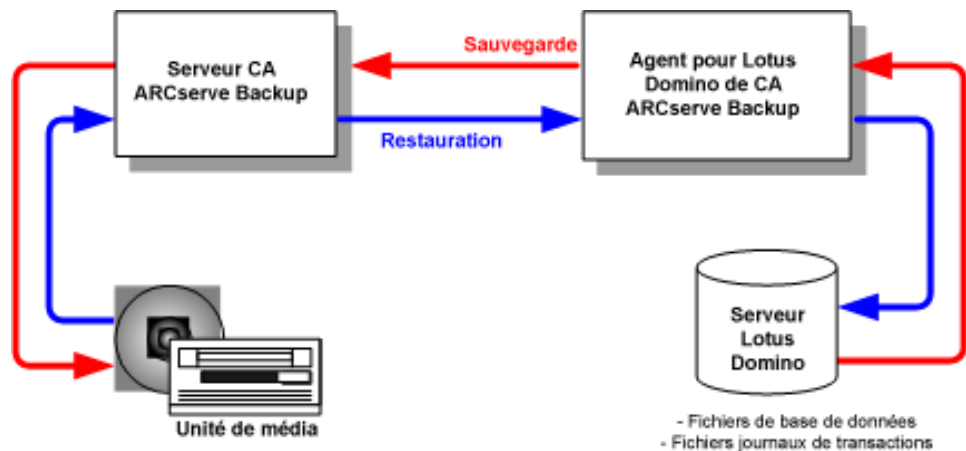 Serveur CA
ARCserve Backup
Sauvegarde
Restauration
Agent pour Lotus
Domino de CA
ARCserve Backup
Unité de média
Serveur
Lotus
Domino
- Fichiers de base de données
- Fichiers journaux de transactions